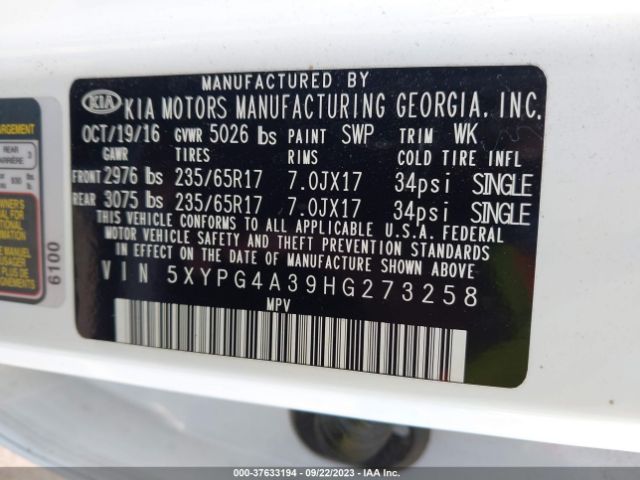 MANUFACTURED BY
KIA KIA MOTORS MANUFACTURING GEORGIA, INC.
OCT/19/16 GVWR 5026 lbs PAINT SWP TRIM WK
GAWR TIRES RIMS COLD TIRE INFL
FRONT 2976 lbs 235/65R17 7.0JX17 34psi SINGLE
REAR 3075 lbs 235/65R17 7.0JX17 34psi SINGLE
THIS VEHICLE CONFORMS TO ALL APPLICABLE U.S.A. FEDERAL
MOTOR VEHICLE SAFETY AND THEFT PREVENTION STANDARDS
IN EFFECT ON THE DATE OF MANUFACTURE SHOWN ABOVE
VIN 5XYPG4A39HG273258
MPV
REAR 3
6100
000-37633194 - 09/22/2023 - IAA Inc.